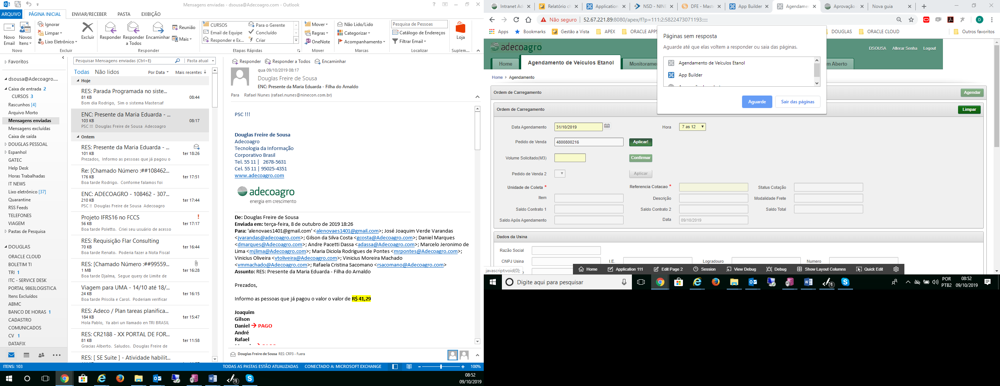 Mensagens enviadas - dsousa@Adecoagro.com - Outlook
ARQUIVO PÁGINA INICIAL ENVIAR/RECEBER PASTA EXIBIÇÃO
Novo Email
Novos Itens
Ignorar
Limpar
Lixo Eletrônico
Excluir
Responder
Responder a Todos
Encaminhar
Reunião
Mais
CURSOS
Email de Equipe
Responder e Ex...
Para o Gerente
Concluído
Criar
Mover
Regras
OneNote
Não Lido/Lido
Categorizar
Acompanhamento
Pesquisa de Pessoas
Catálogo de Endereços
Filtrar Email
Loja
Novo Excluir Responder Etapas Rápidas Mover Marcas Localizar Suplem...
Favoritos
dsousa@Adecoagro....
Caixa de entrada 2
CURSOS 3
Rascunhos [4]
Arquivo Morto
Mensagens enviadas
Mensagens excluídas
Caixa de saída
DOUGLAS PESSOAL
Espanhol
GATEC
Help Desk
Horas Trabalhadas
IT NEWS
Lixo eletrônico [37]
Quarantine
RSS Feeds
TELEFONES
VIAGEM
Pastas de Pesquisa
DOUGLAS
ORACLE CLOUD
BOLETIM TI
TRI 1
ITC - SERVICE DESK
PORTAL 9863LOGISTICA
Itens Excluídos
ABMC
BANCO DE HORAS 1
CADASTRO
COMUNICADOS
CV 1
DATAFIX
Pesquisar Mensagens enviadas (Ctrl+E) Pasta atual
Todas Não lidos Por Data Mais recentes
Hoje
RES: Parada Programada no siste...
81 KB 08:44
Bom dia Rodrigo, Sim o sistema Mastersaf
ENC: Presente da Maria Eduarda - ...
103 KB 08:17
PSC !!! Douglas Freire de Sousa Adecoagro
Ontem
RES: Presente da Maria Eduarda - ...
101 KB ter 18:26
Prezados, Informo as pessoas que já pagou o
Re: [Chamado Número :##108462...
176 KB ter 17:51
Boa tarde Rodrigo. Conforme falamos foi
ENC: ADECOAGRO - 108462 - 307...
210 KB ter 17:44
PSC !! Douglas Freire de Sousa Adecoagro
Projeto IFRS16 no FCCS
56 KB ter 17:17
Boa tarde Poletto. Criei seu usuário de acesso
RES: Requisição Flar Consulting
70 KB ter 16:44
Boa tarde Renato. Poderia fazer a Nota Fiscal
RES: [Chamado Número :##99559...
1 MB ter 16:28
Boa tarde Djalma, Segue query de Limite de
Viagem para UMA - 14/10 até 18/...
24 KB ter 16:15
Boa tarde Priscila e Carol. Poderiam verificar
RES: Adeco / Plan tareas planifica...
184 KB ter 15:47
Hola Pablo, Ya abri un llamado en TRI BRASIL
RES: CR2188 - XX PORTAL DE FOR...
81 KB ter 11:58
Gracias Alberto. Saludos. Douglas Freire de
RES: [ SE Suite ] - Atividade habilit...
Responder Responder a Todos Encaminhar
qua 09/10/2019 08:17
Douglas Freire de Sousa
ENC: Presente da Maria Eduarda - Filha do Arnaldo
Para Rafael Nunes (rafael.nunes@ninecon.com.br)
PSC !!!
Douglas Freire de Sousa
Adecoagro
Tecnologia da Informação
Corporativo Brasil
Tel. 55 11 | 2678-5631
Cel. 55 11 | 95025-4351
www.adecoagro.com
adecoagro
energia em crescimento
De: Douglas Freire de Sousa
Enviada em: terça-feira, 8 de outubro de 2019 18:26
Para: 'alenovaes1401@gmail.com' <alenovaes1401@gmail.com>; José Joaquim Verde Varandas
<jvarandas@adecoagro.com>; Gilson da Silva Costa <gcosta@Adecoagro.com>; Daniel Marques
<dmarques@Adecoagro.com>; Andre Pacetti Dassa <adassa@Adecoagro.com>; Marcelo Jeronimo de
Lima <mjlima@Adecoagro.com>; Maria Diciola Rodrigues de Pontes <mrpontes@Adecoagro.com>;
Vinicius Oliveira <vtoliveira@Adecoagro.com>; Vinicius Moreira Machado
<vmmachado@Adecoagro.com>; Rafaela Cristina Sacomano <rsacomano@Adecoagro.com>
Assunto: RES: Presente da Maria Eduarda - Filha do Arnaldo
Prezados,
Informo as pessoas que já pagou o valor o valor de R$ 41,29
Joaquim
Gilson
Daniel → PAGO
André
Rafael
Douglas Freire de Sousa RES: CRP3 - Fuera
ITENS: 103 TODAS AS PASTAS ESTÃO ATUALIZADAS CONECTADO A: MICROSOFT EXCHANGE 100%
08:52
09/10/2019
Intranet Ad Relatório c Application NSD - NINE DFE - Mast App Builder Agendame Aprovação Nova guia
Não seguro 52.67.221.89:8080/apex/f?p=111:2:5822473071193:::::
Apps Bookmarks Gestão a Vista APEX ORACLE APPS DOUGLAS ORACLE CLOUD Outros favoritos
Páginas sem resposta
Aguarde até que elas voltem a responder ou saia das páginas.
Agendamento de Veículos Etanol
App Builder
Aguarde Sair das páginas
adecoagro
DSOUSA Alterar Senha Logout
Home Agendamento de Veículos Etanol Monitorame m Aberto
Home > Agendamento
Ordem de Carregamento Agendar
Ordem de Carregamento Limpar
Data Agendamento 31/10/2019 Hora 7 as 12
Pedido de Venda 4800800216 Aplicar!
Volume Solicitado(M3) Confirmar
Pedido de Venda 2 Aplicar
Unidade de Coleta * Referencia Cotacao * Status Cotação
Item Descrição Modalidade Frete
Saldo Contrato 1 Saldo Contrato 2 Saldo Total
Saldo Após Agendamento Data 09/10/2019
Dados da Usina
Razão Social
CNPJ Usina I.E. Logradouro Numero
javascript:void(0);
Home Application 111 Edit Page 2 Session View Debug Debug Show Layout Columns Quick Edit
Digite aqui para pesquisar
POR
PTB2
08:52
09/10/2019